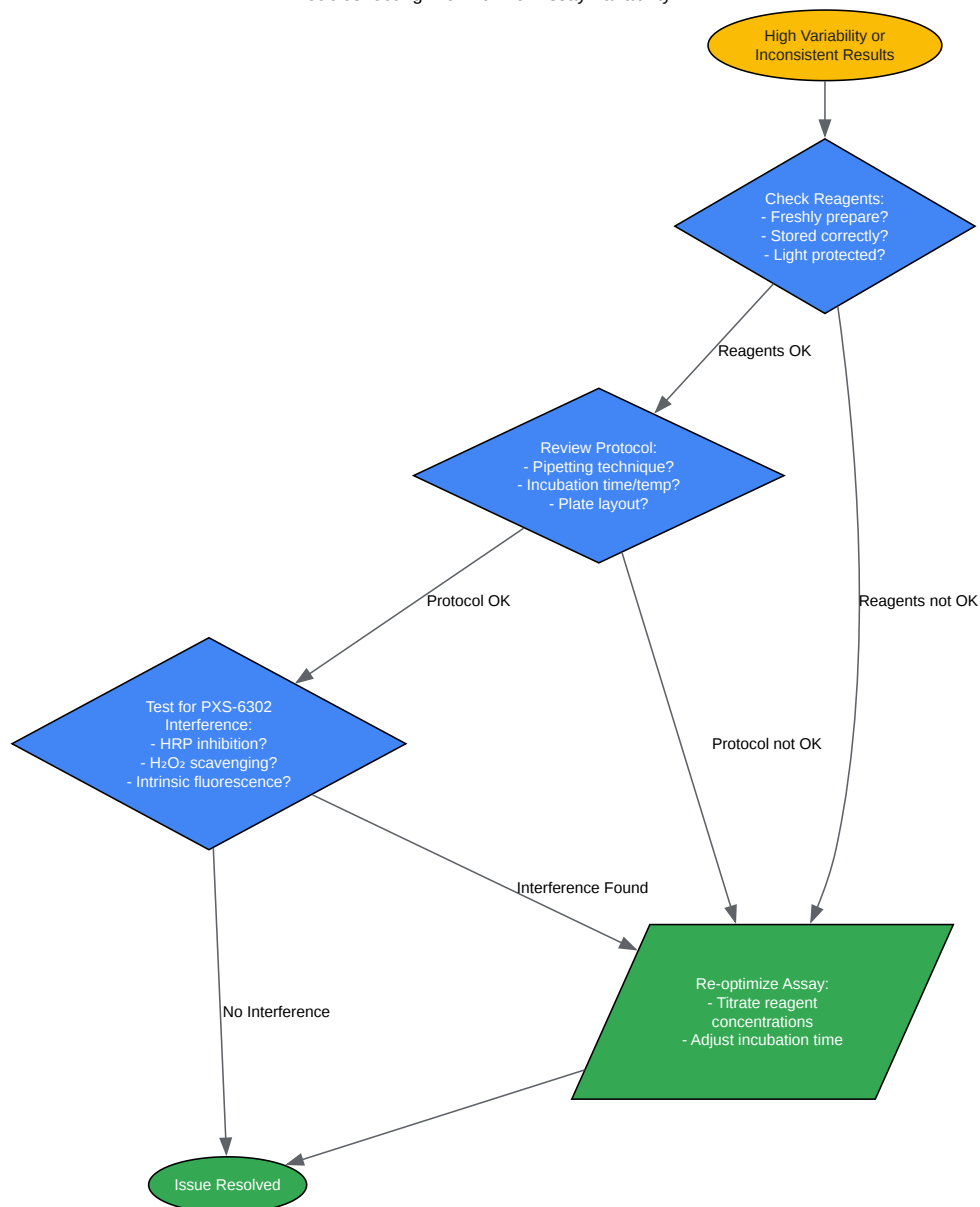 High Variability or
Inconsistent Results
Check Reagents:
- Freshly prepare?
- Stored correctly?
- Light protected?
Reagents OK
Review Protocol:
- Pipetting technique?
- Incubation time/temp?
- Plate layout?
Protocol OK
Reagents not OK
Test for PXS-6302
Interference:
- HRP inhibition?
- H₂O₂ scavenging?
- Intrinsic fluorescence?
Protocol not OK
Interference Found
Re-optimize Assay:
- Titrate reagent
concentrations
- Adjust incubation time
No Interference
Issue Resolved